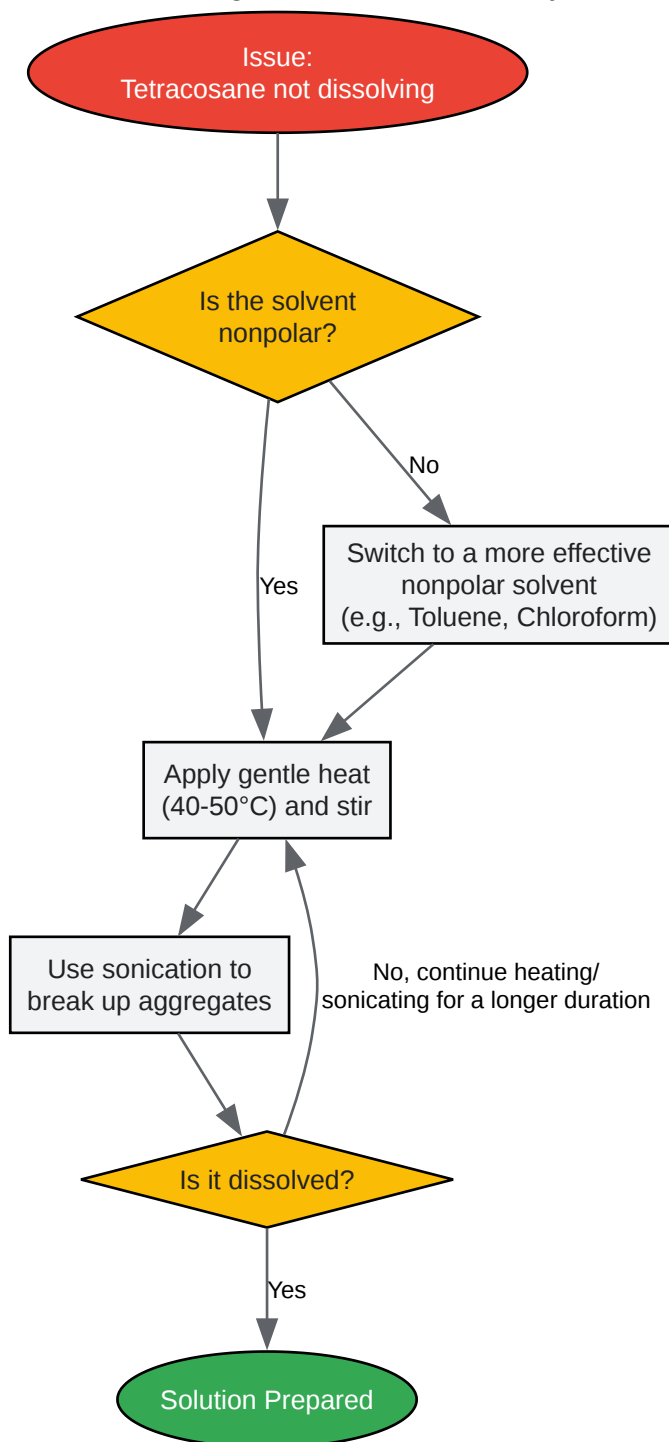 Issue:
Tetracosane not dissolving
Is the solvent
nonpolar?
No
Switch to a more effective
nonpolar solvent
(e.g., Toluene, Chloroform)
Yes
Apply gentle heat
(40-50°C) and stir
Use sonication to
break up aggregates
No, continue heating/
sonicating for a longer duration
Is it dissolved?
Yes
Solution Prepared